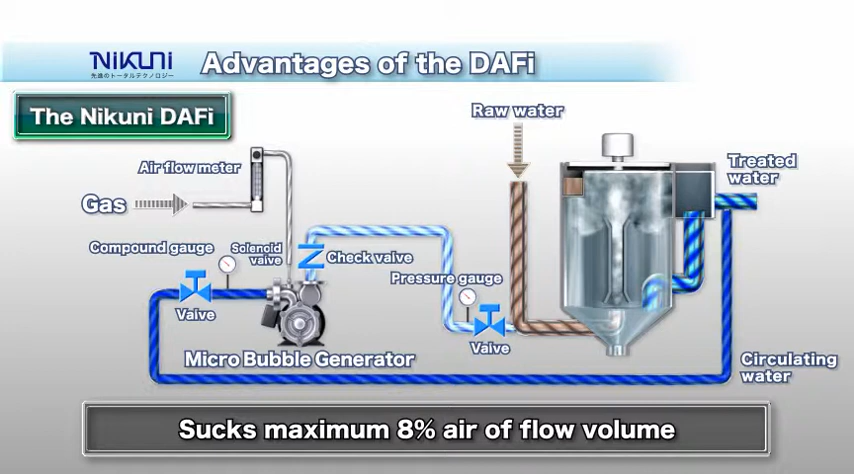 Nikuni
先進のトータルテクノロジー
Advantages of the DAFi
The Nikuni DAFi
Raw water
Air flow meter
Treated
water
Gas
Compound gauge
Solenoid
valve
Check valve
Pressure gauge
Valve
Valve
Micro Bubble Generator
Circulating
water
Sucks maximum 8% air of flow volume